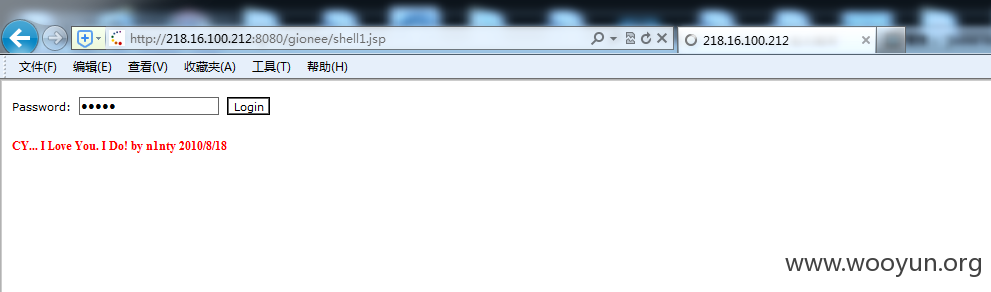 http://218.16.100.212:8080/gionee/shell1.jsp
218.16.100.212
文件(F) 编辑(E) 查看(V) 收藏夹(A) 工具(T) 帮助(H)
Password: ••••• Login
CY... I Love You. I Do! by n1nty 2010/8/18
www.wooyun.org